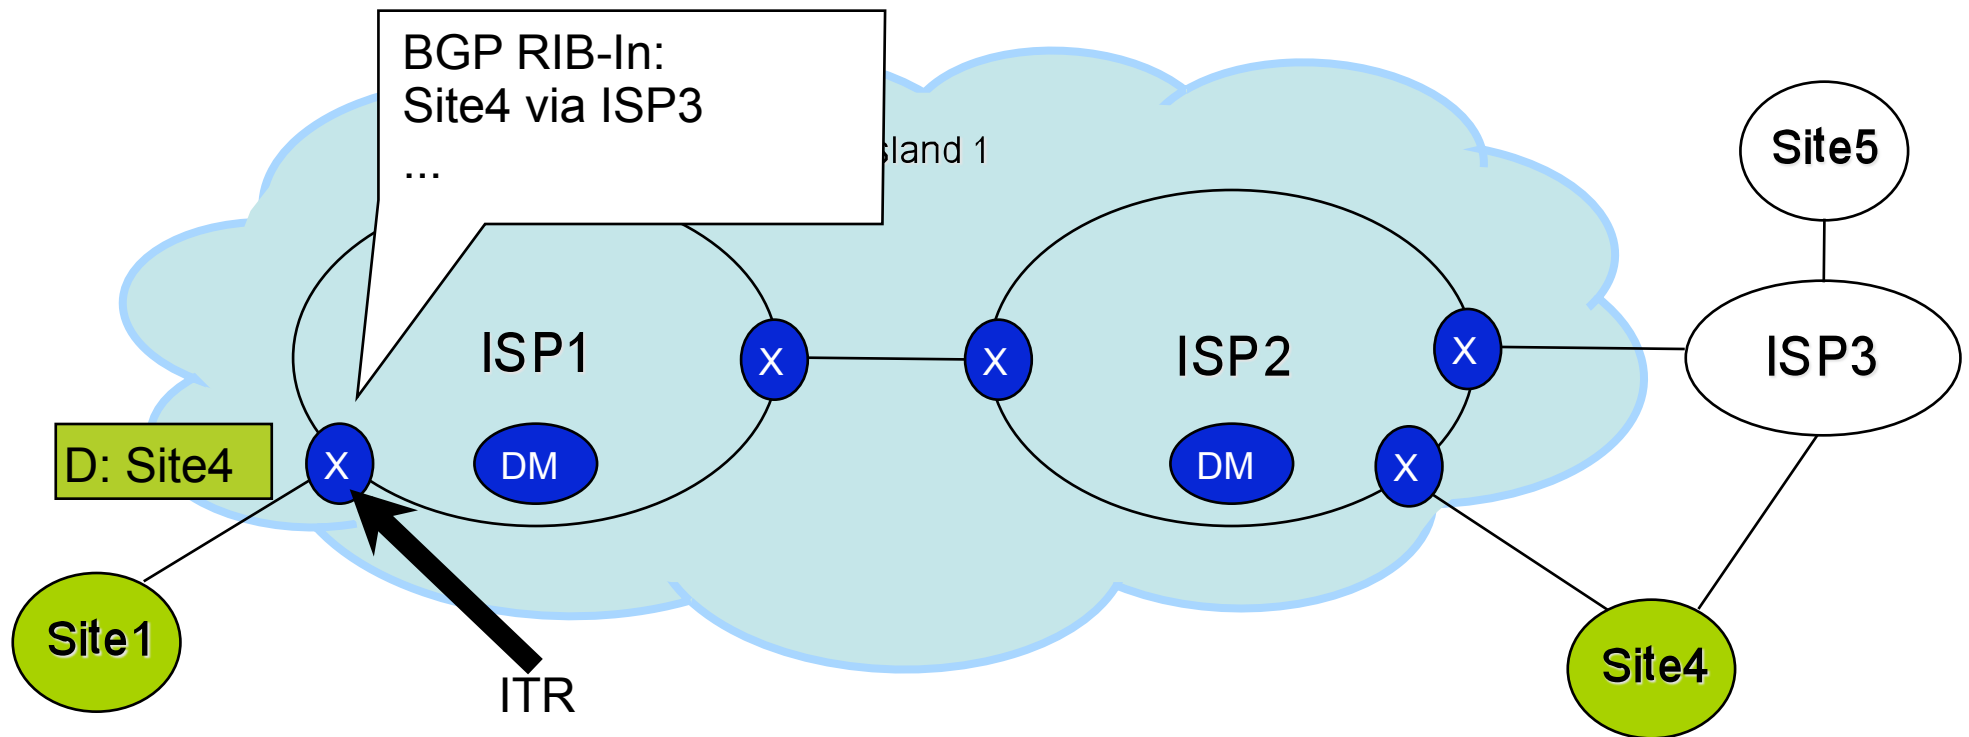 BGP RIB-In:
Site4 via ISP3
...
sland 1
Site5
ISP1
X
X
ISP2
X
ISP3
D: Site4
X
DM
DM
X
Site1
ITR
Site4